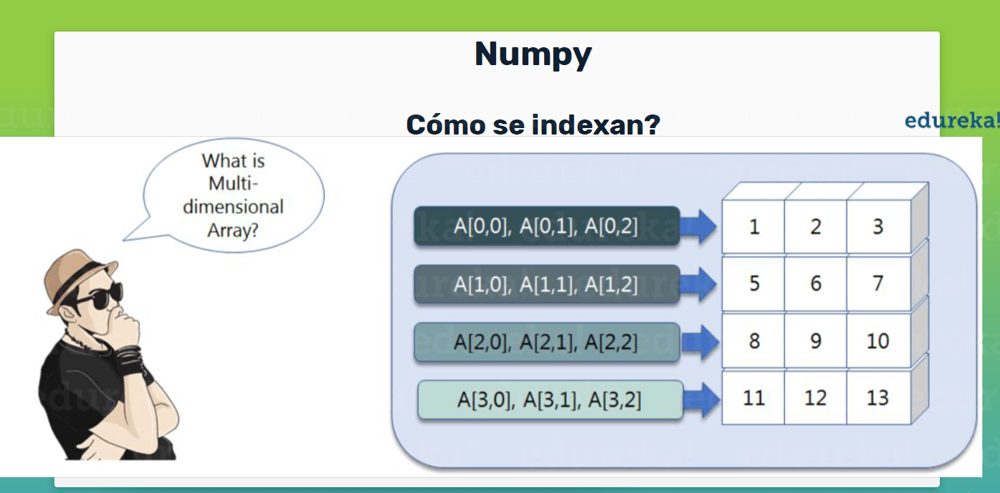 Numpy
Cómo se indexan?
edureka!
What is
Multi-
dimensional
Array?
A[0,0], A[0,1], A[0,2]
1 2 3
A[1,0], A[1,1], A[1,2]
5 6 7
A[2,0], A[2,1], A[2,2]
8 9 10
A[3,0], A[3,1], A[3,2]
11 12 13